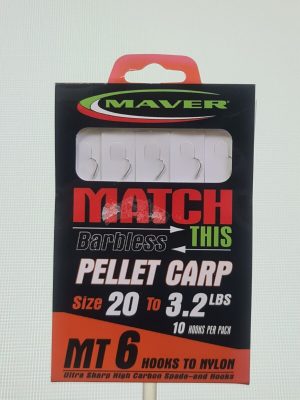 MAVER
MATCH
Barbless THIS
PELLET CARP
Size 20 To 3.2 LBS
10 HOOKS PER PACK
MT 6 HOOKS TO NYLON
Ultra Sharp High Carbon Spade-end Hooks